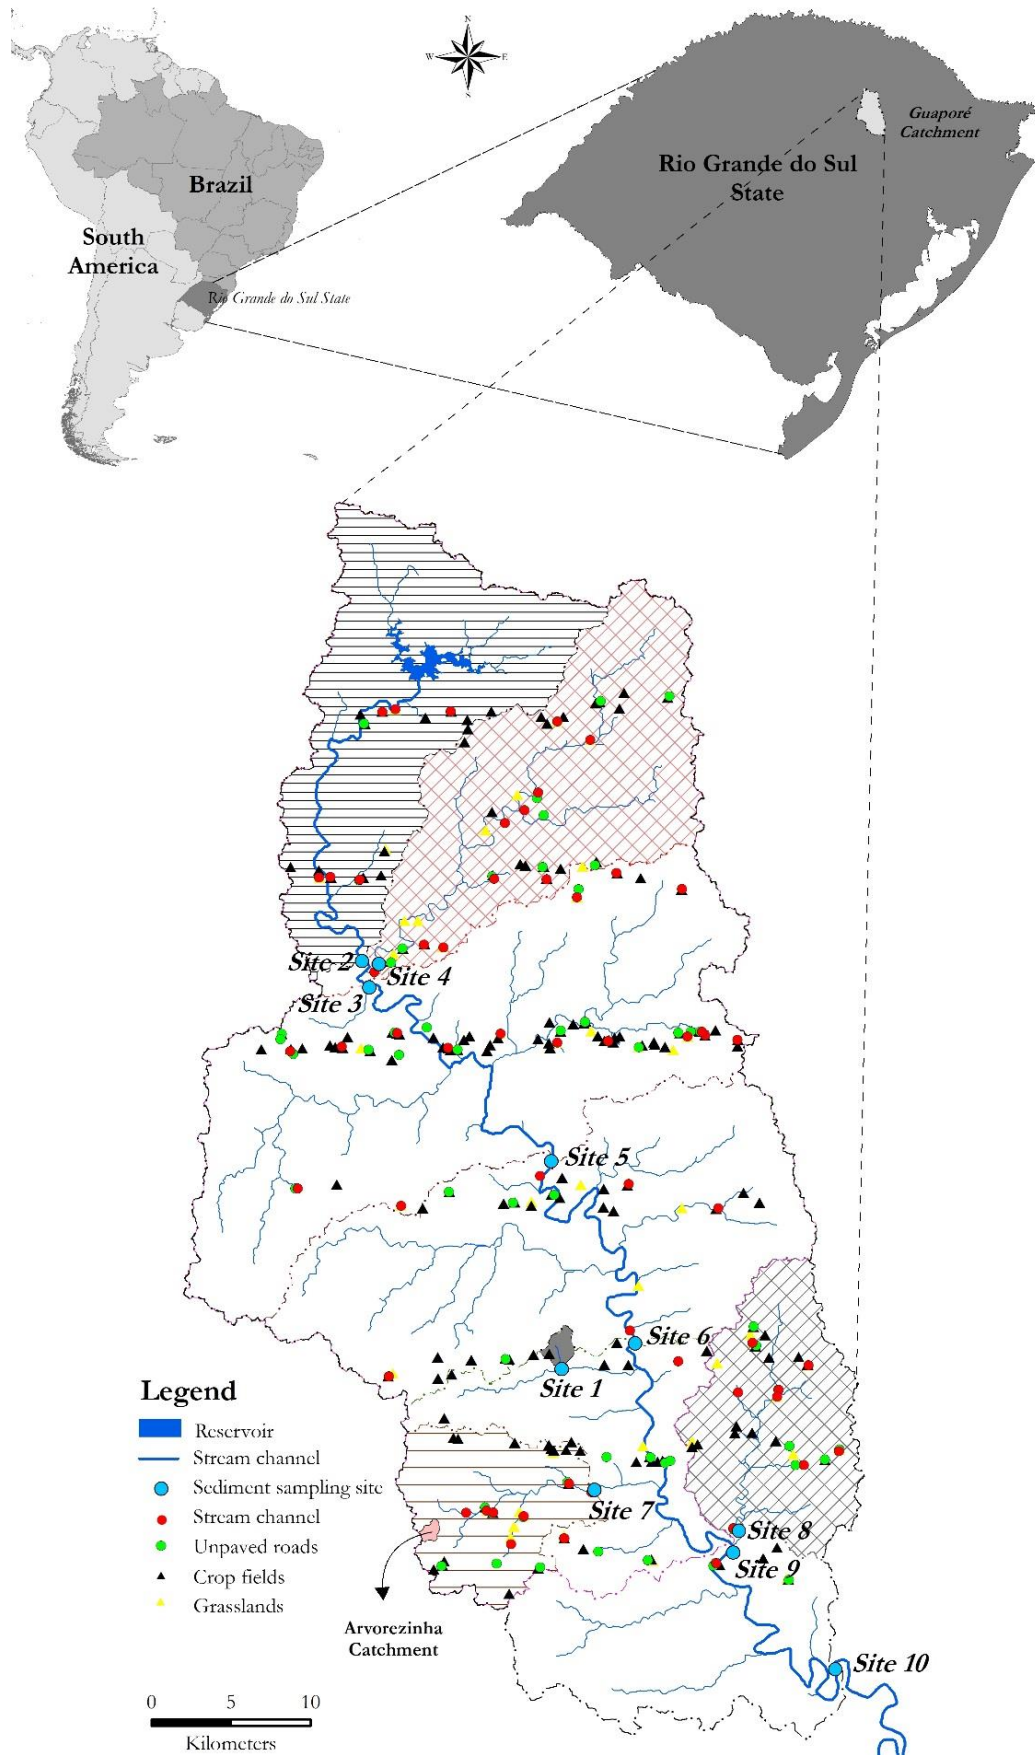 N
W
E
N
Guaporé
Catchment
Rio Grande do Sul
State
Brazil
South
America
Rio Grande do Sul State
Site 2
Site 4
Site 3
Site 5
Site 6
Site 1
Site 7
Site 8
Site 9
Site 10
Legend
Reservoir
Stream channel
Sediment sampling site
Stream channel
Unpaved roads
Crop fields
Grasslands
Arvorezinha
Catchment
0 5 10
Kilometers